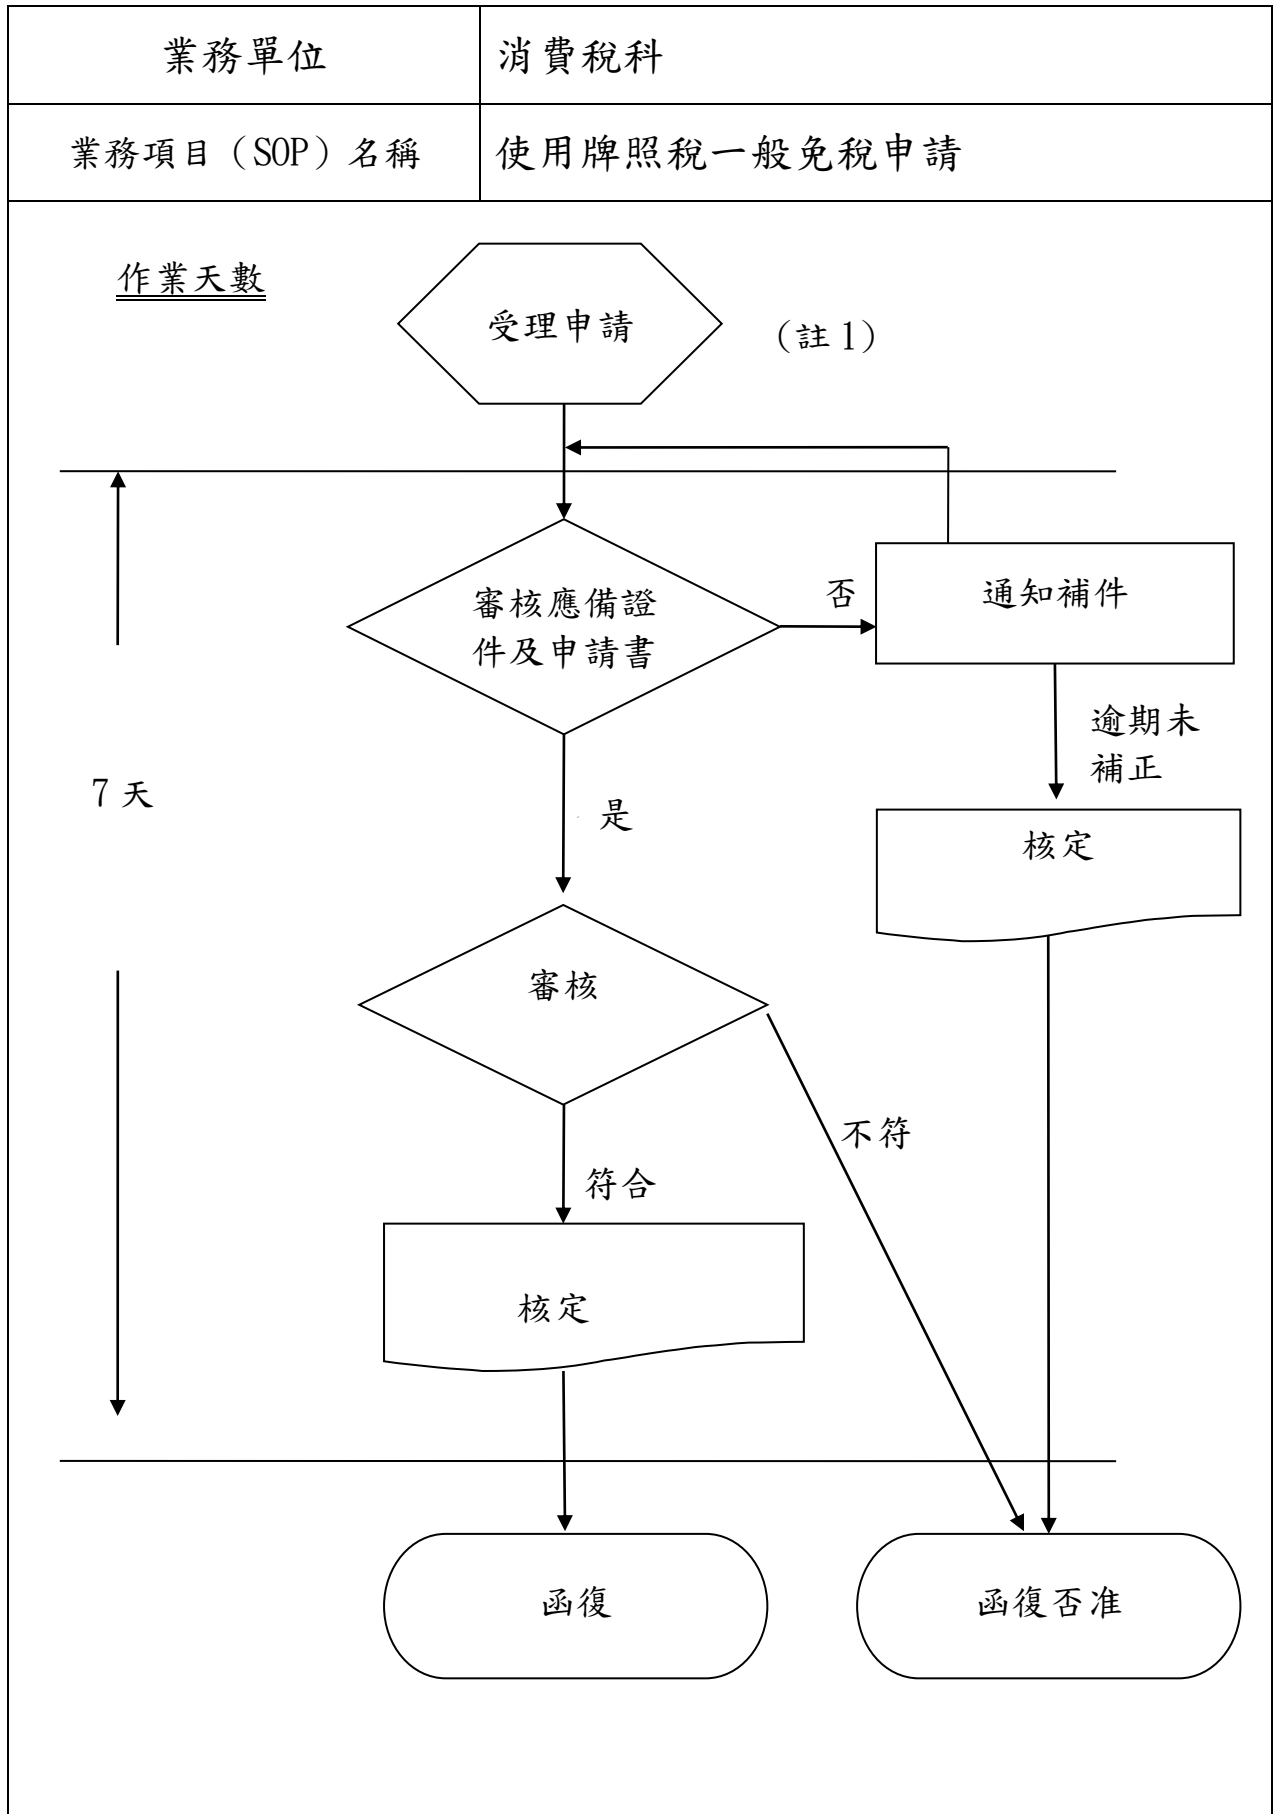 業務單位
消費稅科
業務項目（SOP）名稱
使用牌照稅一般免稅申請
作業天數
受理申請
（註 1）
審核應備證
件及申請書
否
通知補件
逾期未
補正
7 天
是
核定
審核
不符
符合
核定
函復
函復否准